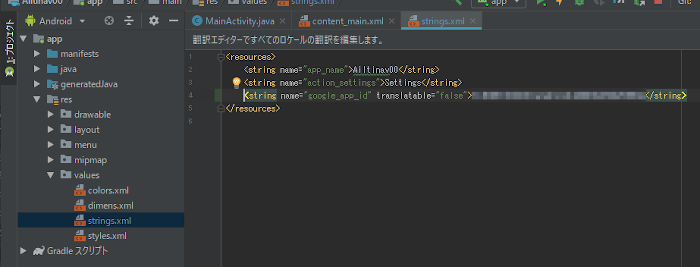 app
src
main
res
values
strings.xml
app
Git:
Android
MainActivity.java
content_main.xml
strings.xml
1: プロジェクト
翻訳エディターですべてのロケールの翻訳を編集します。
app
manifests
java
generatedJava
res
drawable
layout
menu
mipmap
values
colors.xml
dimens.xml
strings.xml
styles.xml
Gradle スクリプト
1 <resources>
2 <string name="app_name">Ailtinav00</string>
3 <string name="action_settings">Settings</string>
4 <string name="google_app_id" translatable="false"></string>
5 </resources>
6